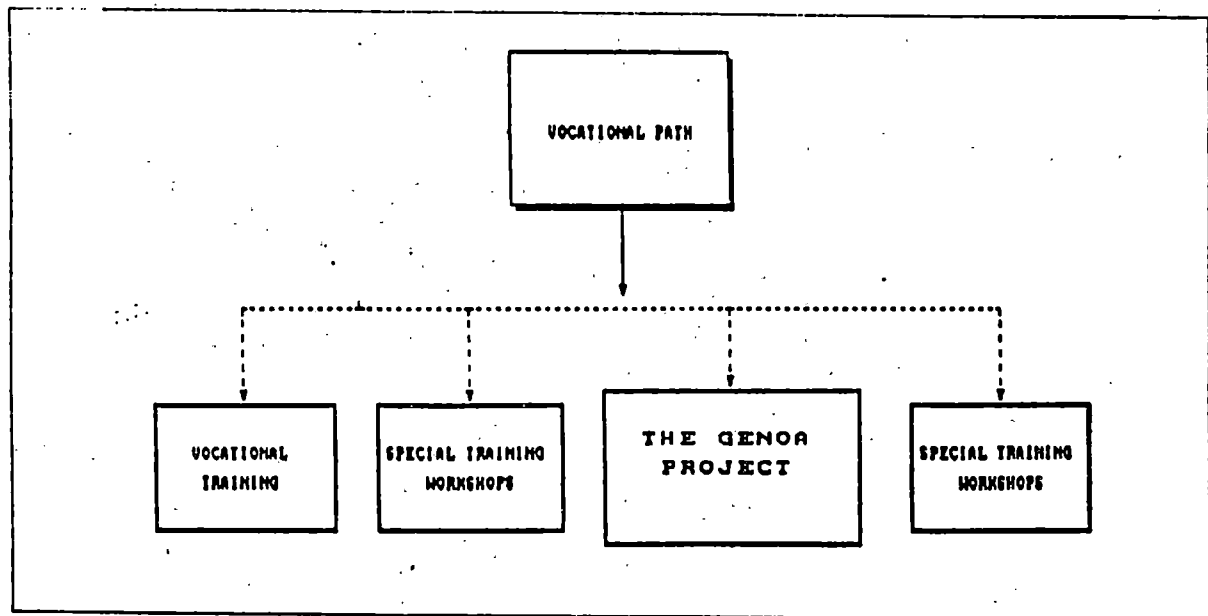 VOCATIONAL PATH
VOCATIONAL
TRAINING
SPECIAL TRAINING
WORKSHOPS
THE GENOA
PROJECT
SPECIAL TRAINING
WORKSHOPS